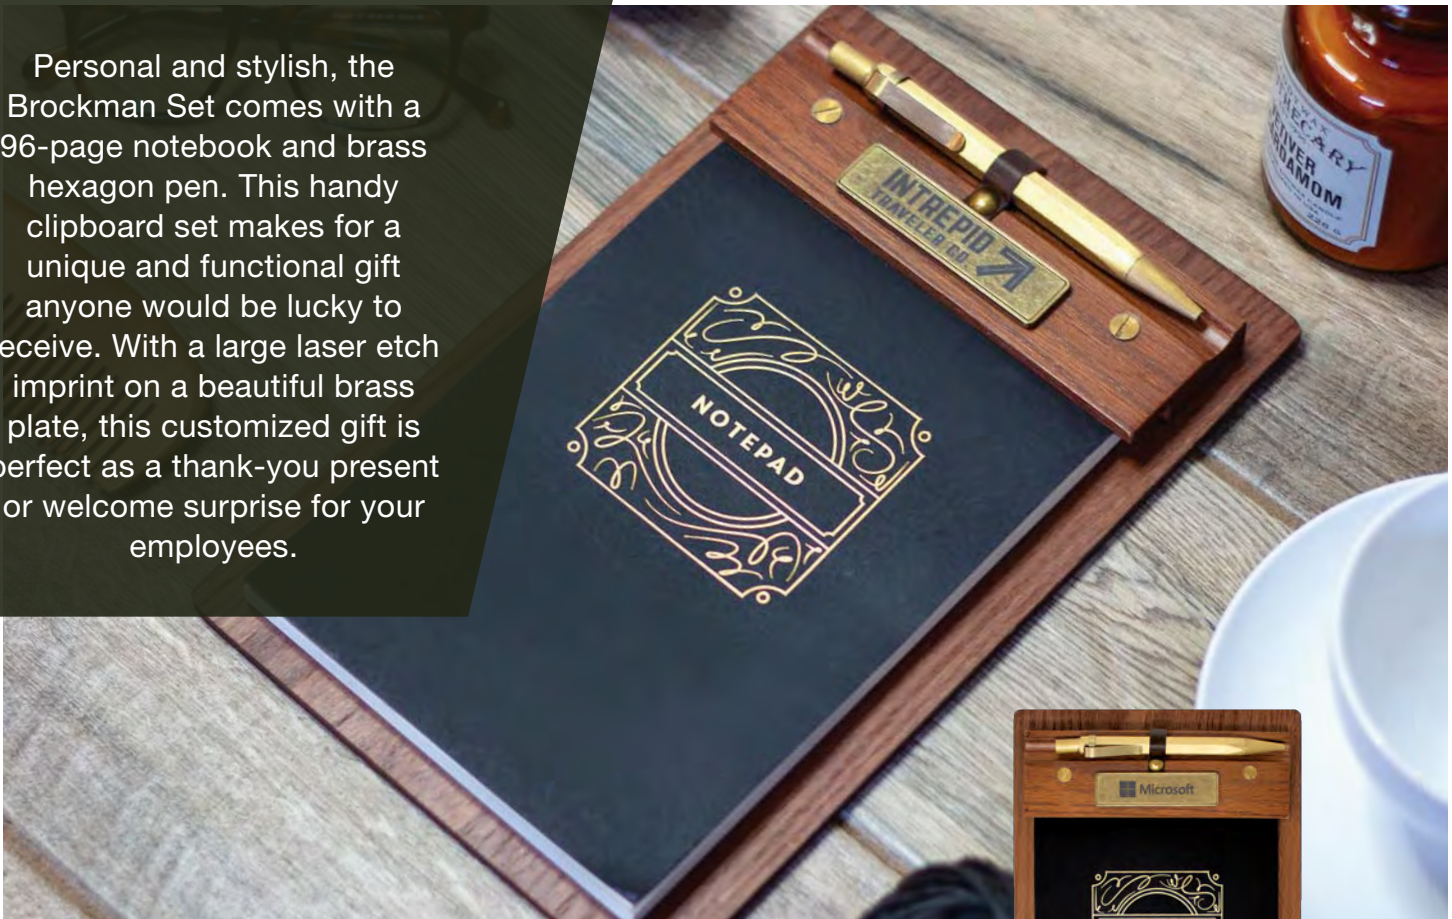 Personal and stylish, the
Brockman Set comes with a
96-page notebook and brass
hexagon pen. This handy
clipboard set makes for a
unique and functional gift
anyone would be lucky to
eceive. With a large laser etch
imprint on a beautiful brass
plate, this customized gift is
perfect as a thank-you present
or welcome surprise for your
employees.
INTREPID
TRAVELER CO.
NOTEPAD
DAMOM
226 G
Microsoft